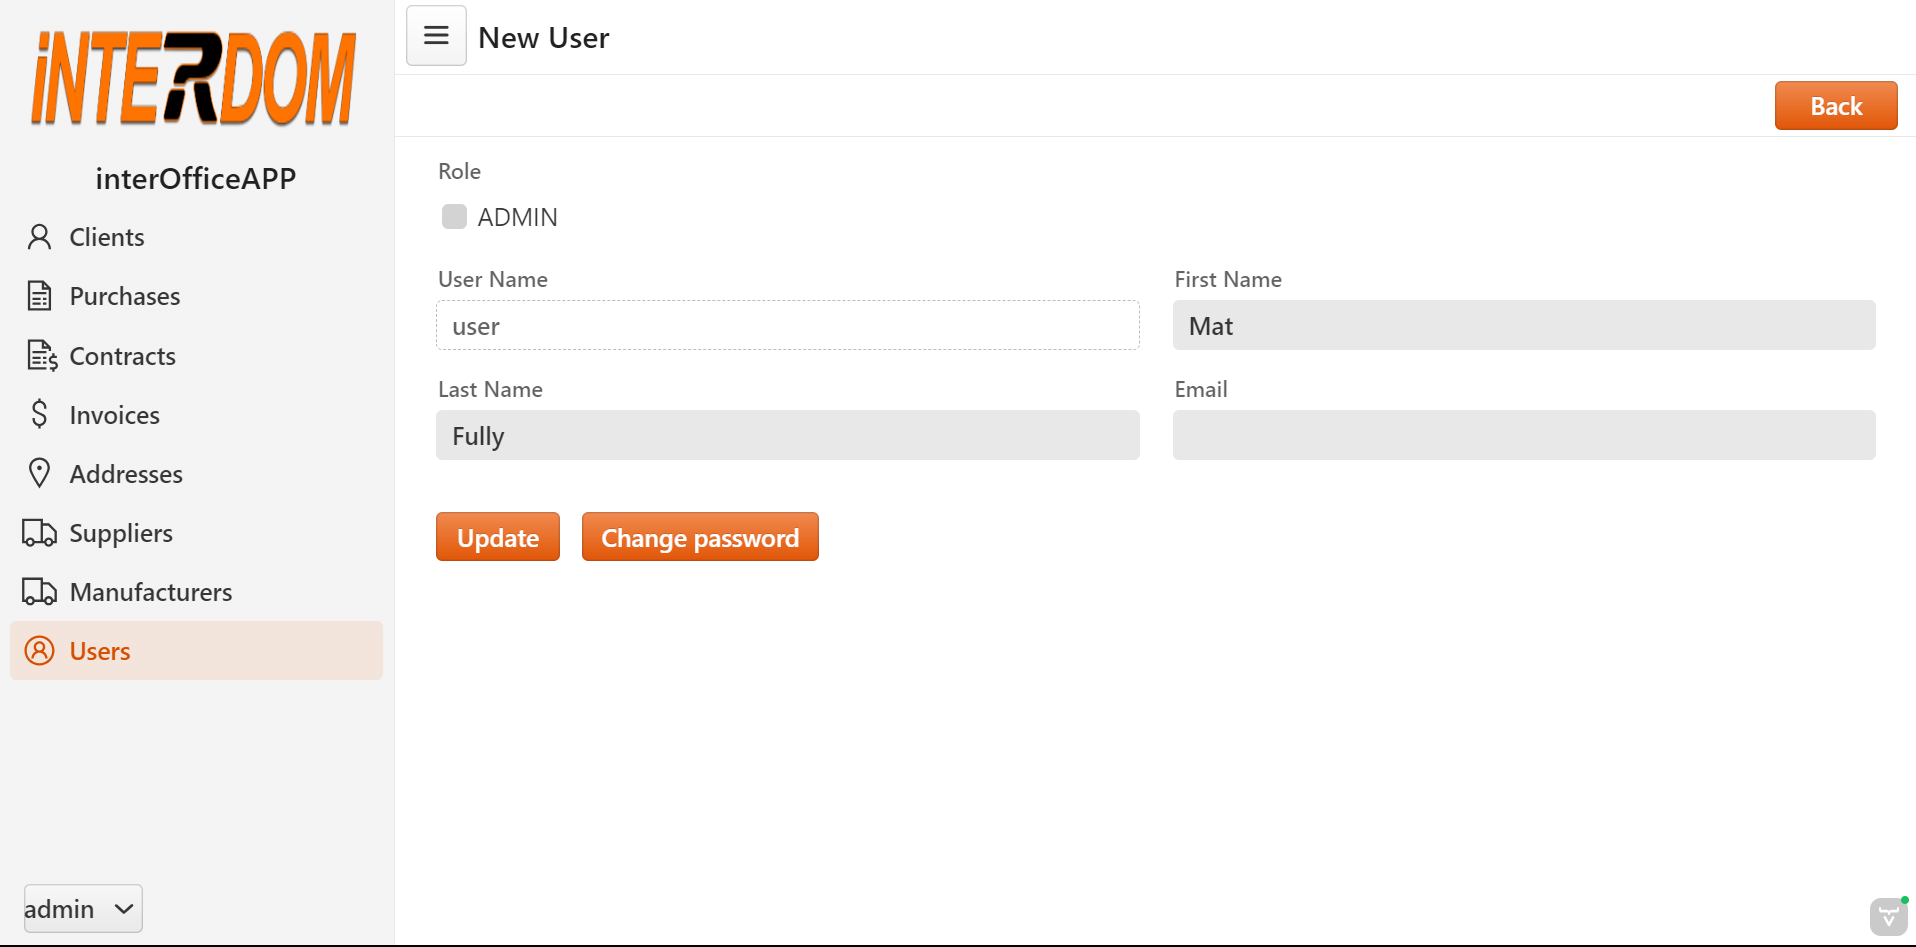 iNTERDOM
interOfficeAPP
Clients
Purchases
Contracts
Invoices
Addresses
Suppliers
Manufacturers
Users
admin
New User
Back
Role
ADMIN
User Name
user
First Name
Mat
Last Name
Fully
Email
Update
Change password